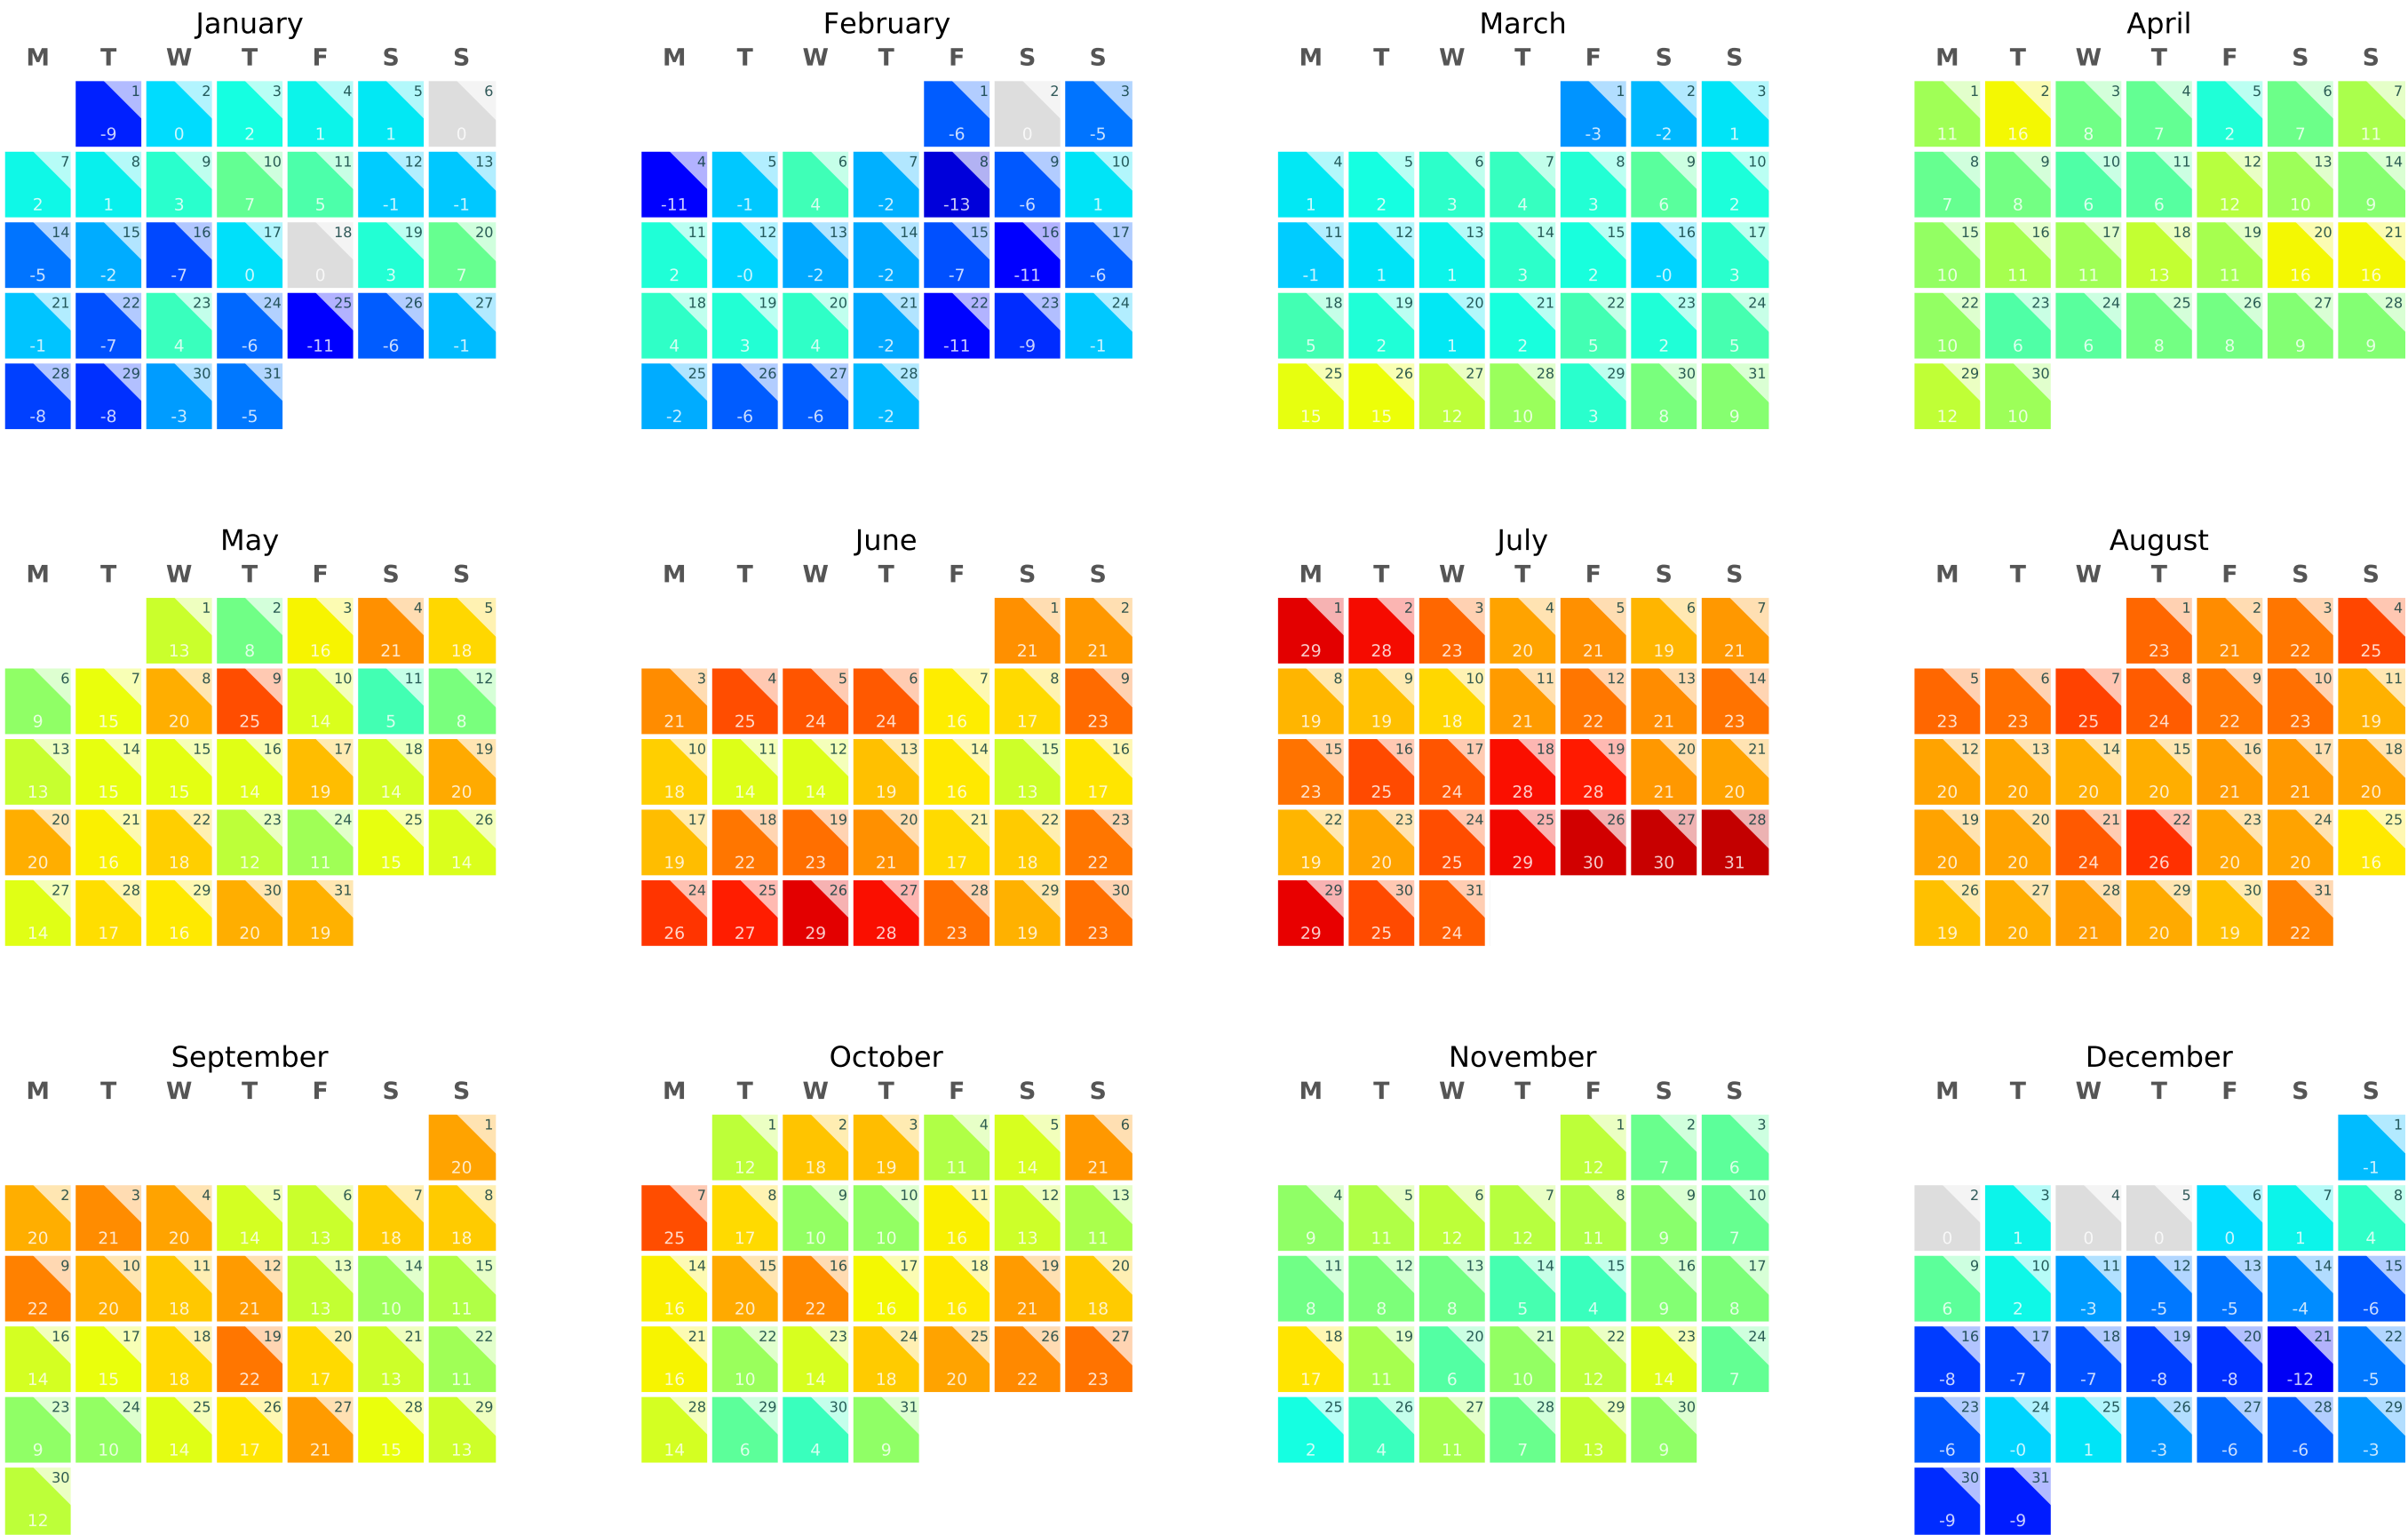 January February March April
M T W T F S S M T W T F S S M T W T F S S M T W T F S S
1 2 3 4 5 6 1 2 3 1 2 3 1 2 3 4 5 6 7
-9 0 2 1 1 0 -6 0 -5 -3 -2 1 11 16 8 7 2 7 11
7 8 9 10 11 12 13 4 5 6 7 8 9 10 4 5 6 7 8 9 10 8 9 10 11 12 13 14
2 1 3 7 5 -1 -1 -11 -1 4 -2 -13 -6 1 1 2 3 4 3 6 2 7 8 6 6 12 10 9
14 15 16 17 18 19 20 11 12 13 14 15 16 17 11 12 13 14 15 16 17 15 16 17 18 19 20 21
-5 -2 -7 0 0 3 7 2 -0 -2 -2 -7 -11 -6 -1 1 1 3 2 -0 3 10 11 11 13 11 16 16
21 22 23 24 25 26 27 18 19 20 21 22 23 24 18 19 20 21 22 23 24 22 23 24 25 26 27 28
-1 -7 4 -6 -11 -6 -1 4 3 4 -2 -11 -9 -1 5 2 1 2 5 2 5 10 6 6 8 8 9 9
28 29 30 31 25 26 27 28 25 26 27 28 29 30 31 29 30
-8 -8 -3 -5 -2 -6 -6 -2 15 15 12 10 3 8 9 12 10
May June July August
M T W T F S S M T W T F S S M T W T F S S M T W T F S S
1 2 3 4 5 1 2 1 2 3 4 5 6 7 1 2 3 4
13 8 16 21 18 21 21 29 28 23 20 21 19 21 23 21 22 25
6 7 8 9 10 11 12 3 4 5 6 7 8 9 8 9 10 11 12 13 14 5 6 7 8 9 10 11
9 15 20 25 14 5 8 21 25 24 24 16 17 23 19 19 18 21 22 21 23 23 23 25 24 22 23 19
13 14 15 16 17 18 19 10 11 12 13 14 15 16 15 16 17 18 19 20 21 12 13 14 15 16 17 18
13 15 15 14 19 14 20 18 14 14 19 16 13 17 23 25 24 28 28 21 20 20 20 20 20 21 21 20
20 21 22 23 24 25 26 17 18 19 20 21 22 23 22 23 24 25 26 27 28 19 20 21 22 23 24 25
20 16 18 12 11 15 14 19 22 23 21 17 18 22 19 20 25 29 30 30 31 20 20 24 26 20 20 16
27 28 29 30 31 24 25 26 27 28 29 30 29 30 31 26 27 28 29 30 31
14 17 16 20 19 26 27 29 28 23 19 23 29 25 24 19 20 21 20 19 22
September October November December
M T W T F S S M T W T F S S M T W T F S S M T W T F S S
1 1 2 3 4 5 6 1 2 3 1
20 12 18 19 11 14 21 12 7 6 -1
2 3 4 5 6 7 8 7 8 9 10 11 12 13 4 5 6 7 8 9 10 2 3 4 5 6 7 8
20 21 20 14 13 18 18 25 17 10 10 16 13 11 9 11 12 12 11 9 7 0 1 0 0 0 1 4
9 10 11 12 13 14 15 14 15 16 17 18 19 20 11 12 13 14 15 16 17 9 10 11 12 13 14 15
22 20 18 21 13 10 11 16 20 22 16 16 21 18 8 8 8 5 4 9 8 6 2 -3 -5 -5 -4 -6
16 17 18 19 20 21 22 21 22 23 24 25 26 27 18 19 20 21 22 23 24 16 17 18 19 20 21 22
14 15 18 22 17 13 11 16 10 14 18 20 22 23 17 11 6 10 12 14 7 -8 -7 -7 -8 -8 -12 -5
23 24 25 26 27 28 29 28 29 30 31 25 26 27 28 29 30 23 24 25 26 27 28 29
9 10 14 17 21 15 13 14 6 4 9 2 4 11 7 13 9 -6 -0 1 -3 -6 -6 -3
30 30 31
12 -9 -9